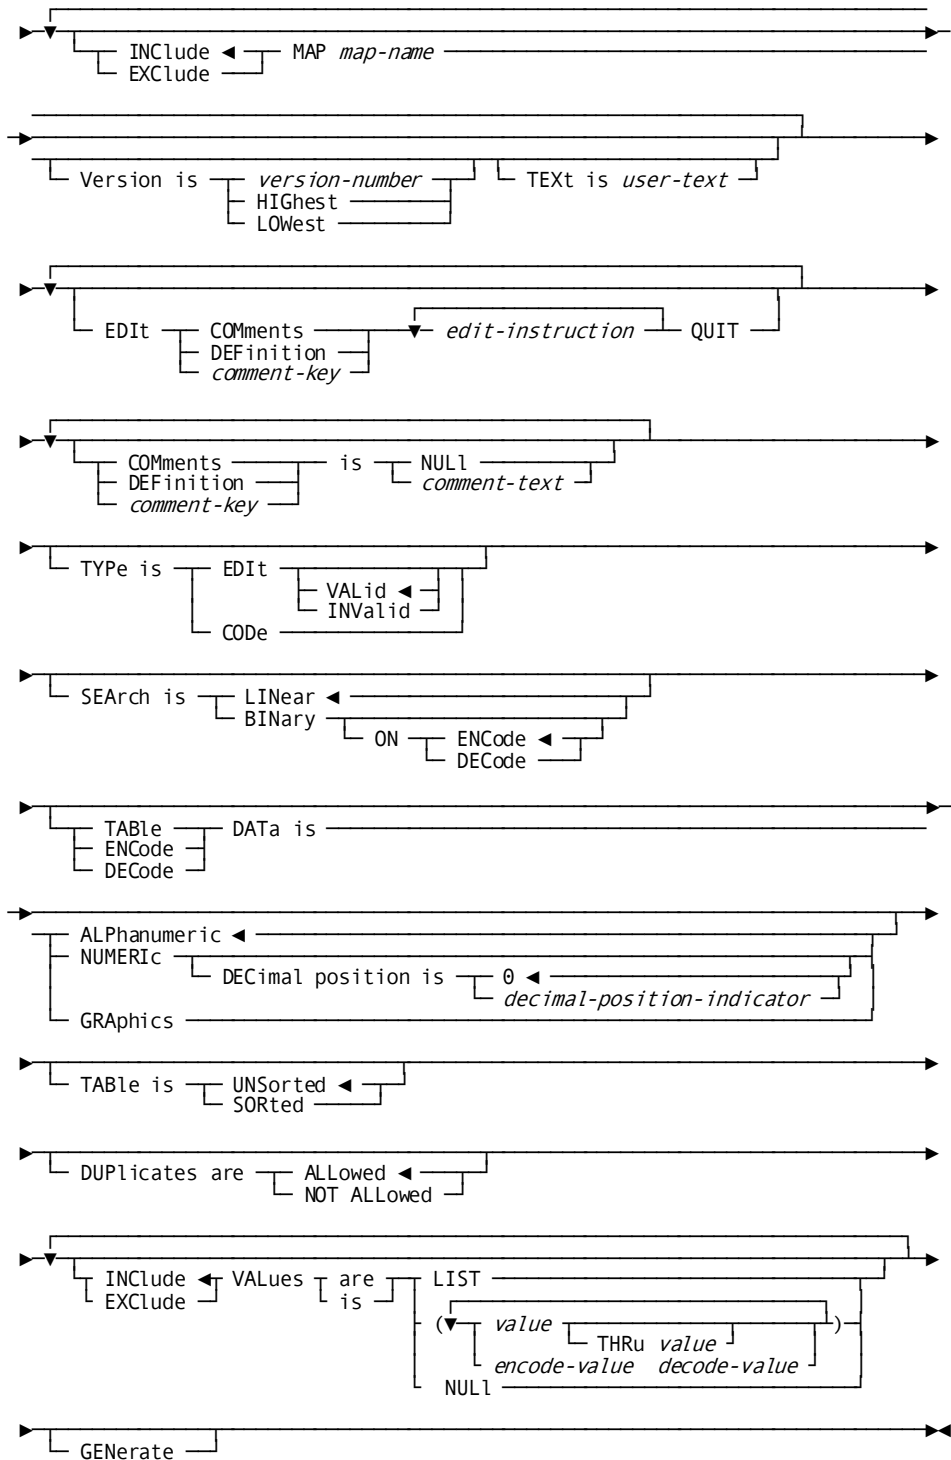 INClude ◄ MAP map-name
EXClude
Version is version-number TEXt is user-text
HIGhest
LOWest
EDIt COMments edit-instruction QUIT
DEFinition
comment-key
COMments is NULl
DEFinition comment-text
comment-key
TYPe is EDIt
VALid ◄
INValid
CODe
SEArch is LINear ◄
BINary
ON ENCode ◄
DECode
TABle DATa is
ENCode
DECode
ALPhanumeric ◄
NUMERIc
DECimal position is 0 ◄
decimal-position-indicator
GRAphics
TABle is UNSorted ◄
SORted
DUPlicates are ALLowed ◄
NOT ALLowed
INClude ◄ VALues are LIST
EXClude is
( value )
THRu value
encode-value decode-value
NULl
GENerate